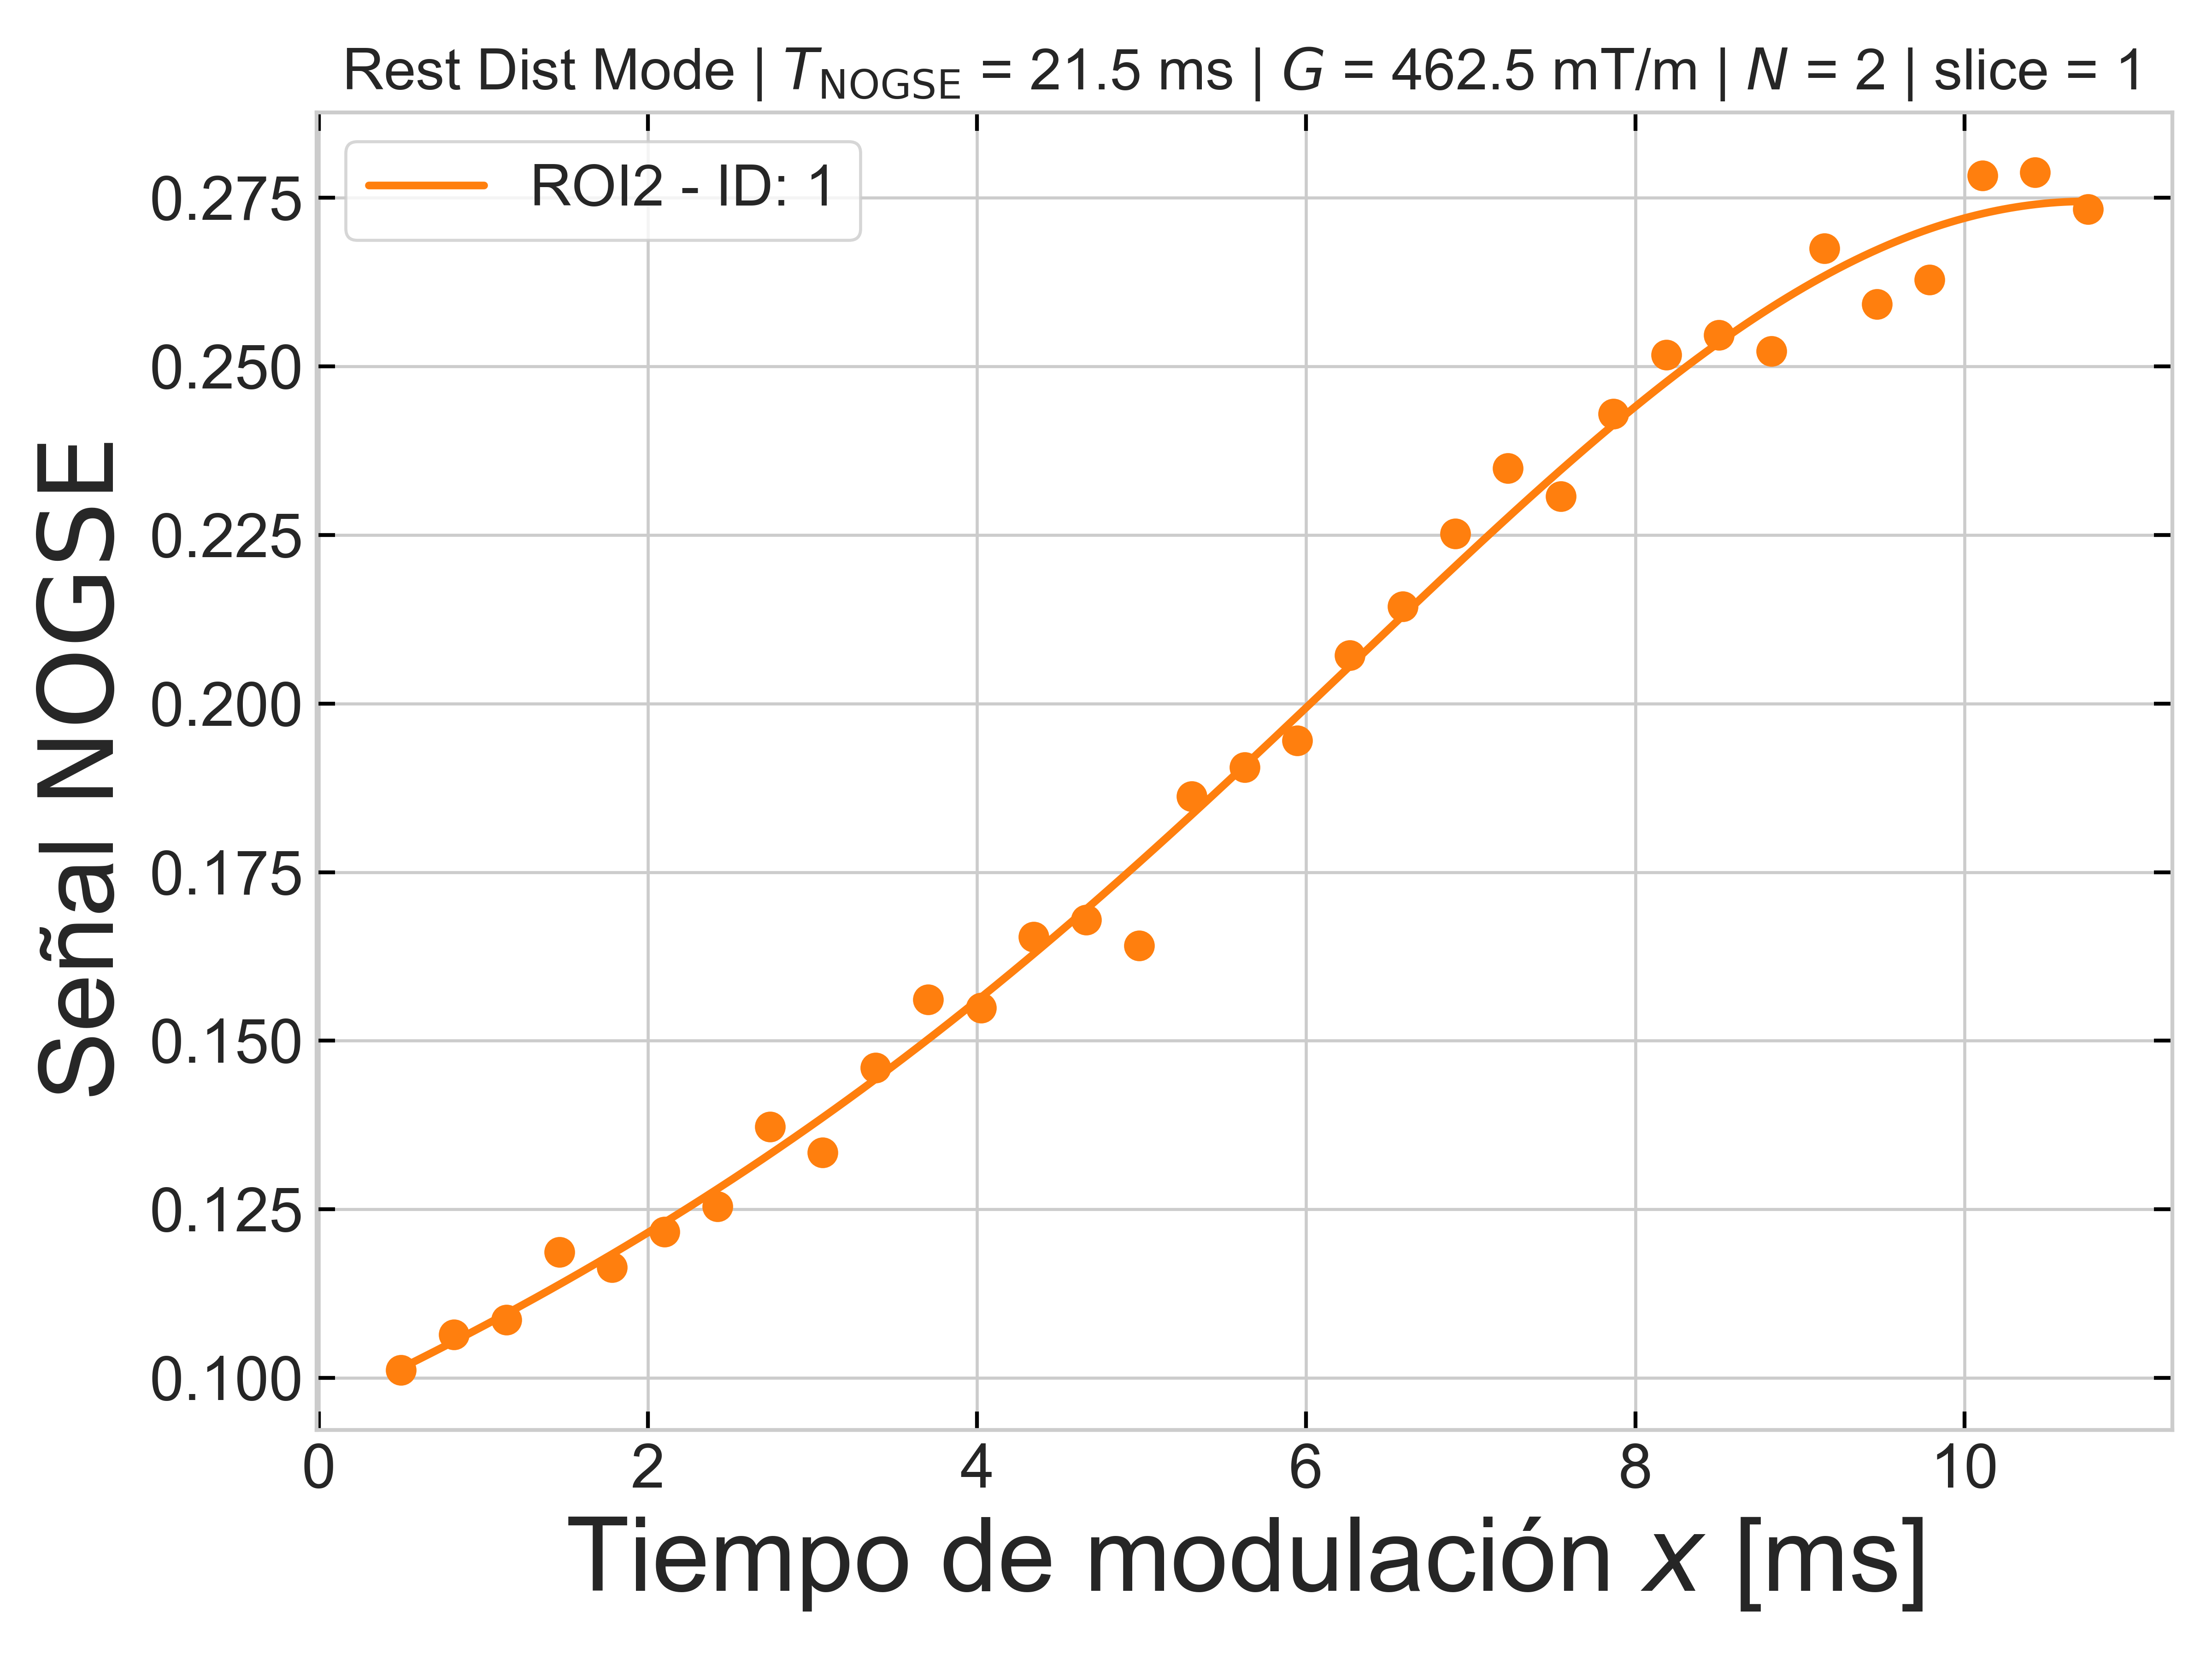 Rest Dist Mode | T_NOGSE = 21.5 ms | G = 462.5 mT/m | N = 2 | slice = 1
ROI2 - ID: 1
Señal NOGSE
0.275
0.250
0.225
0.200
0.175
0.150
0.125
0.100
0 2 4 6 8 10
Tiempo de modulación x [ms]